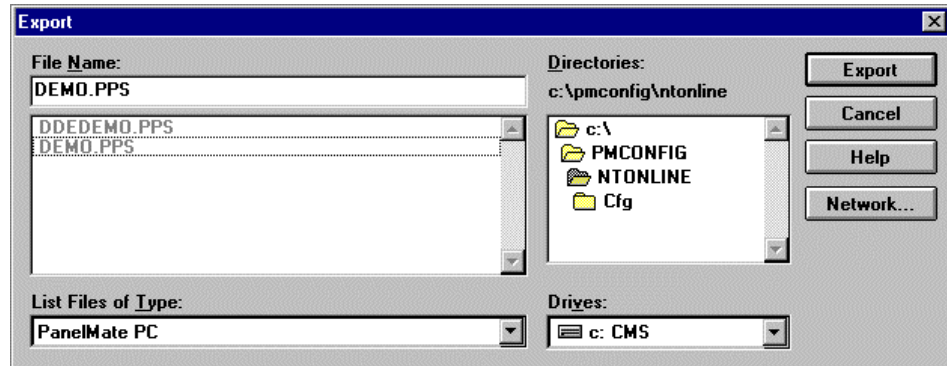 Export
File Name:
DEMO.PPS
DDEDEMO.PPS
DEMO.PPS
List Files of Type:
PanelMate PC
Directories:
c:\pmconfig\ntonline
c:\
PMCONFIG
NTONLINE
Cfg
Drives:
c: CMS
Export
Cancel
Help
Network...